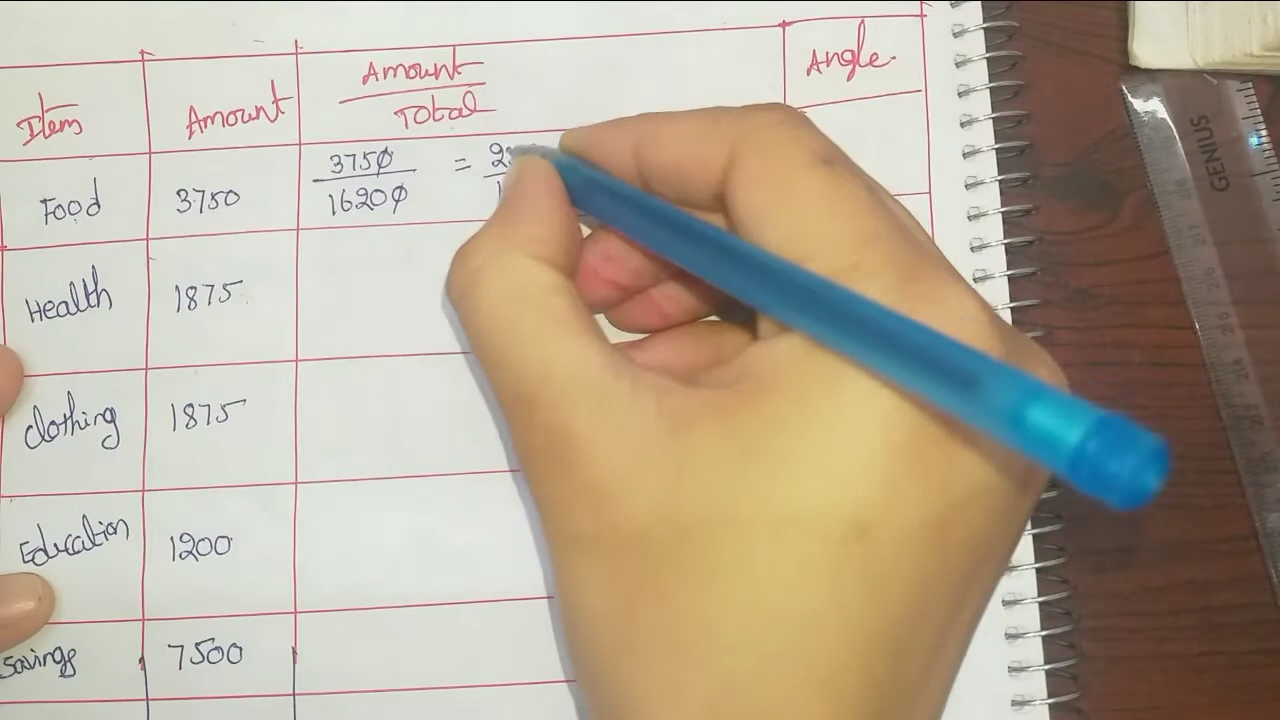 Item Amount Amount Total Angle.
Food 3750 3750 = 
16200
Health 1875
clothing 1875
Education 1200
Savings 7500
GENIUS